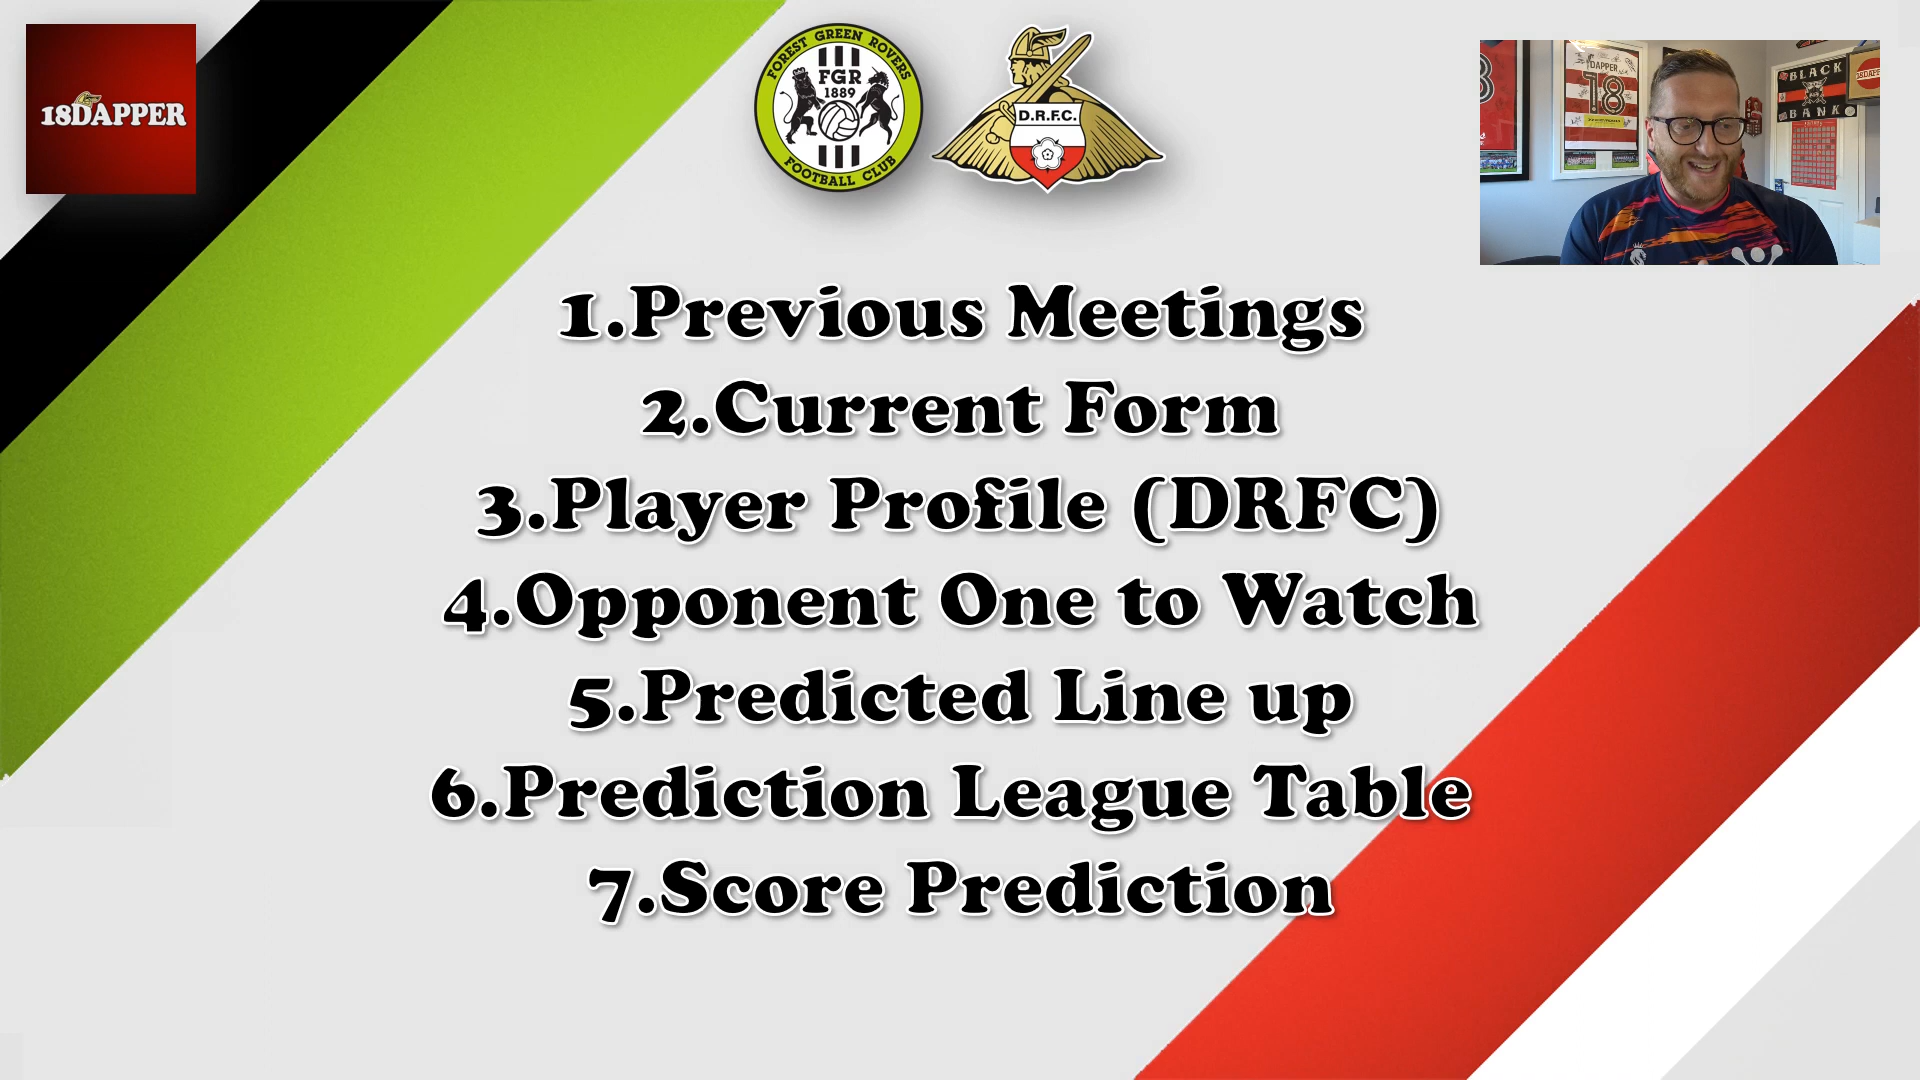 18DAPPER
FOREST GREEN ROVERS
FGR
1889
FOOTBALL CLUB
D.R.F.C.
DAPPER
18
BLACK
BANK
1.Previous Meetings
2.Current Form
3.Player Profile (DRFC)
4.Opponent One to Watch
5.Predicted Line up
6.Prediction League Table
7.Score Prediction